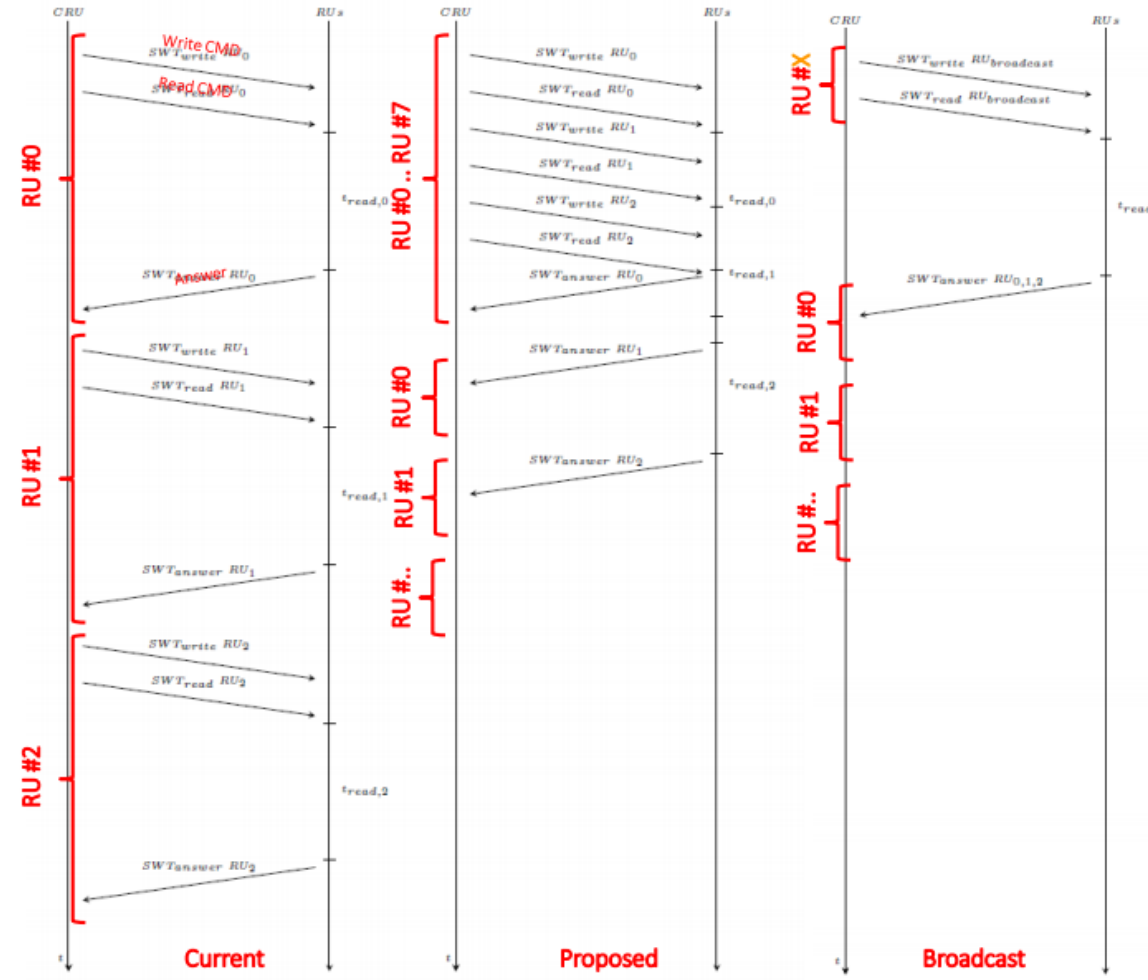 CRU RUs
RU #0
Write CMD
SWT_write RU_0
Read CMD
SWT_read RU_0
t_read,0
Answer
SWT_answer RU_0
RU #1
SWT_write RU_1
SWT_read RU_1
t_read,1
SWT_answer RU_1
RU #2
SWT_write RU_2
SWT_read RU_2
t_read,2
SWT_answer RU_2
t
Current
CRU RUs
RU #0.. RU #7
SWT_write RU_0
SWT_read RU_0
SWT_write RU_1
SWT_read RU_1
SWT_write RU_2
SWT_read RU_2
t_read,0
SWT_answer RU_0
t_read,1
RU #0
SWT_answer RU_1
t_read,2
RU #1
SWT_answer RU_2
RU #..
t
Proposed
CRU RUs
RU #X
SWT_write RU_broadcast
SWT_read RU_broadcast
t_read
SWT_answer RU_0,1,2
RU #0
RU #1
RU #..
t
Broadcast